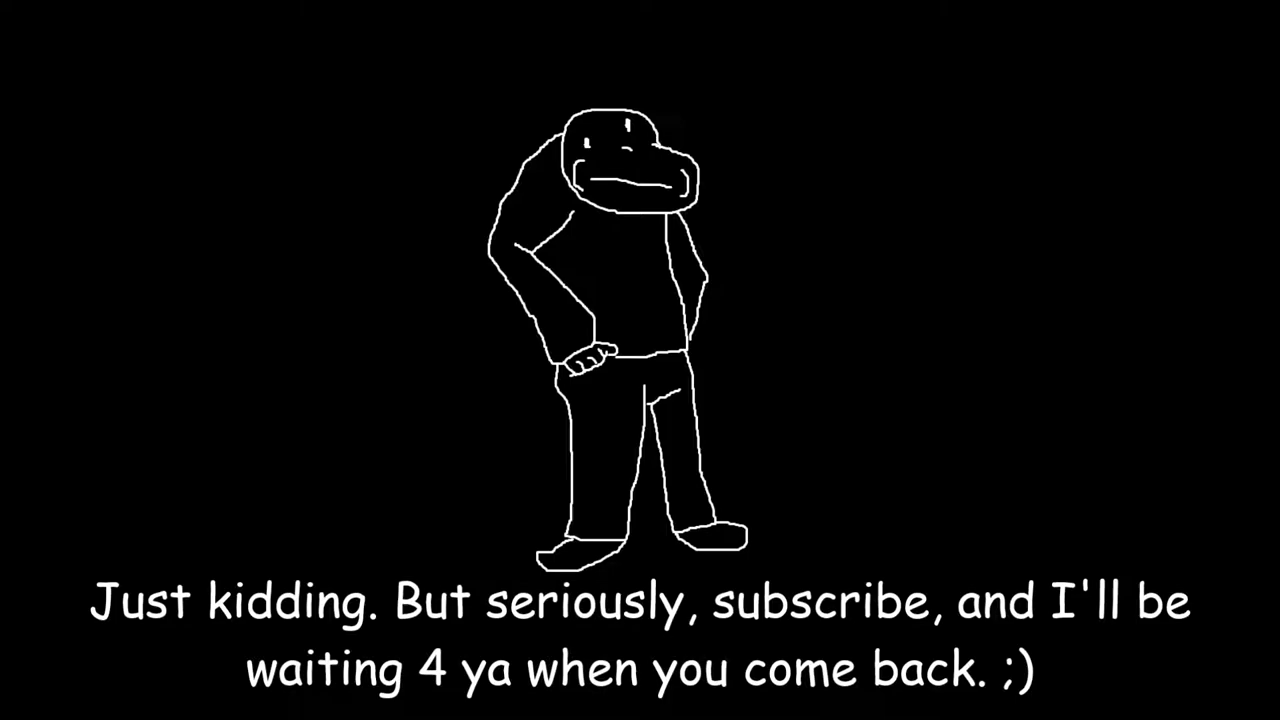 Just kidding. But seriously, subscribe, and I'll be
waiting 4 ya when you come back. ;)